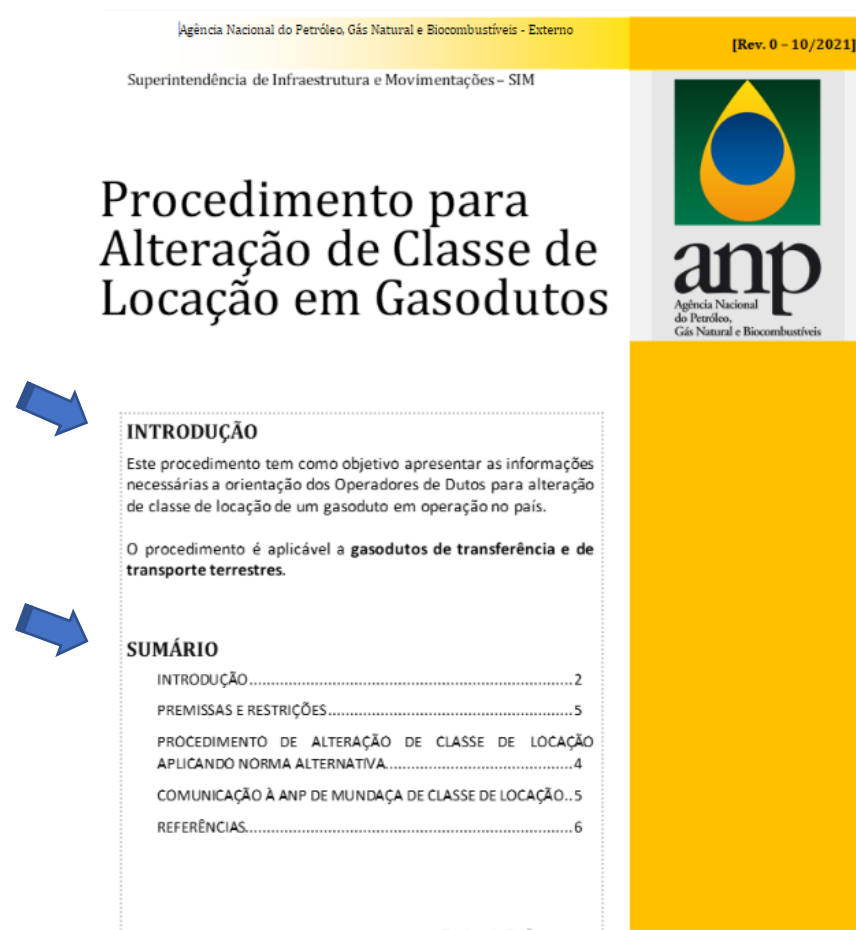 Agência Nacional do Petróleo, Gás Natural e Biocombustíveis - Externo
[Rev. 0 – 10/2021]
Superintendência de Infraestrutura e Movimentações – SIM
Procedimento para
Alteração de Classe de
Locação em Gasodutos
anp
Agência Nacional
do Petróleo,
Gás Natural e Biocombustíveis
INTRODUÇÃO
Este procedimento tem como objetivo apresentar as informações
necessárias a orientação dos Operadores de Dutos para alteração
de classe de locação de um gasoduto em operação no país.
O procedimento é aplicável a gasodutos de transferência e de
transporte terrestres.
SUMÁRIO
INTRODUÇÃO...........................................................................2
PREMISSAS E RESTRIÇÕES.........................................................5
PROCEDIMENTO DE ALTERAÇÃO DE CLASSE DE LOCAÇÃO
APLICANDO NORMA ALTERNATIVA...........................................4
COMUNICAÇÃO À ANP DE MUNDAÇA DE CLASSE DE LOCAÇÃO..5
REFERÊNCIAS............................................................................6